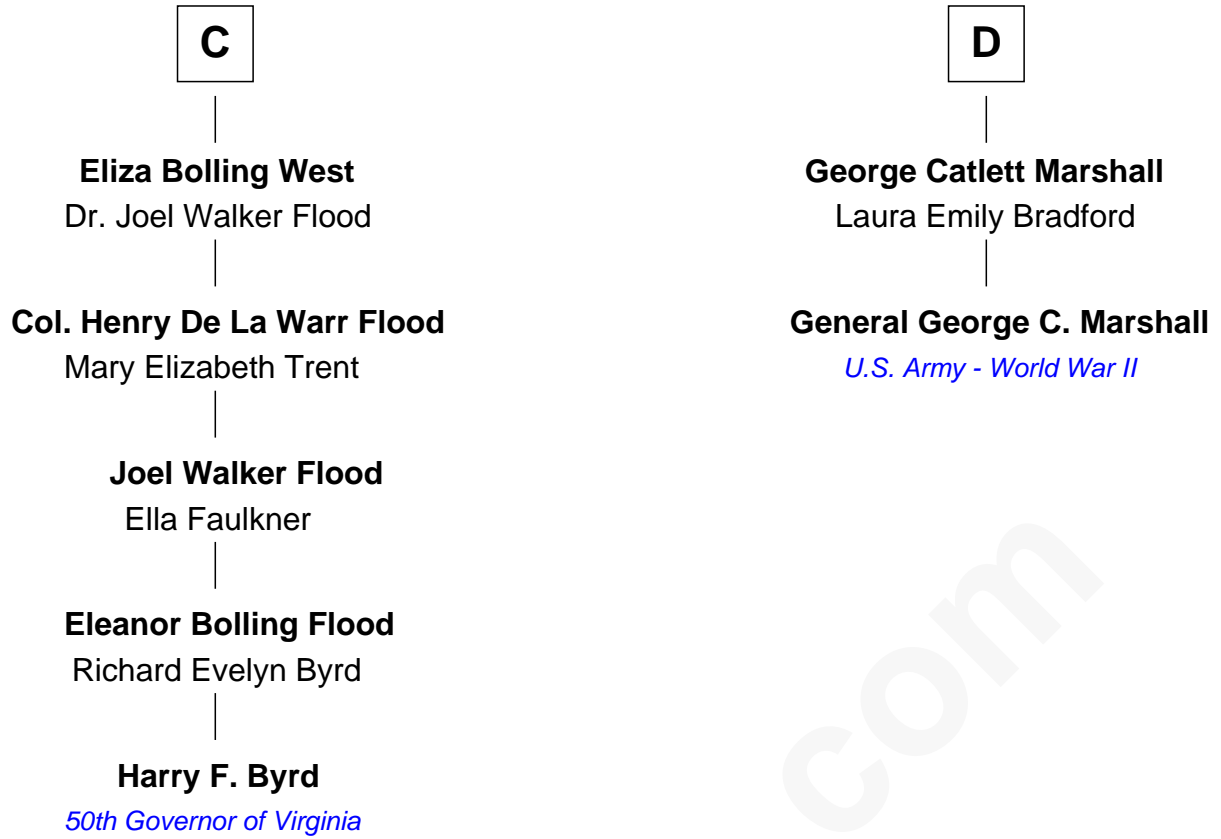 C
Eliza Bolling West
Dr. Joel Walker Flood
Col. Henry De La Warr Flood
Mary Elizabeth Trent
Joel Walker Flood
Ella Faulkner
Eleanor Bolling Flood
Richard Evelyn Byrd
Harry F. Byrd
50th Governor of Virginia
D
George Catlett Marshall
Laura Emily Bradford
General George C. Marshall
U.S. Army - World War II
com